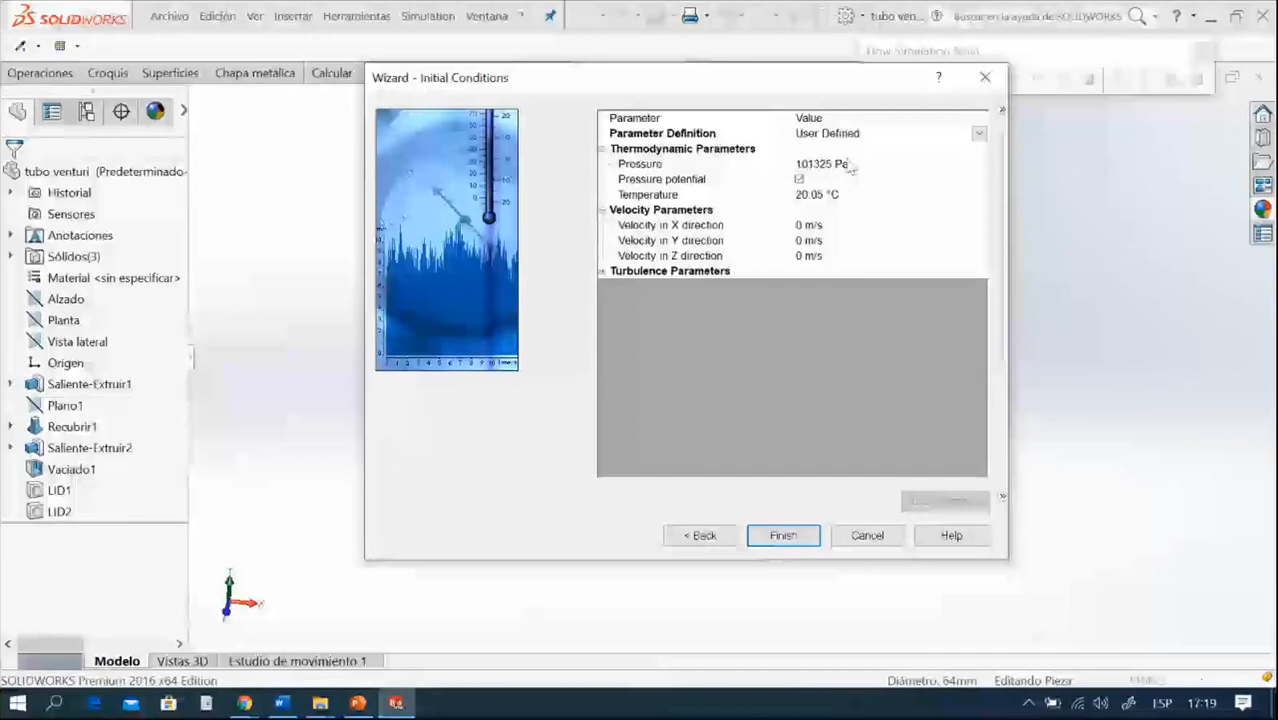 SOLIDWORKS Archivo Edición Ver Insertar Herramientas Simulation Ventana tubo ven... Buscar en la ayuda de SOLIDWORKS ?
Operaciones Croquis Superficies Chapa metálica Calcular
Wizard - Initial Conditions ?
Parameter Value
Parameter Definition User Defined
Thermodynamic Parameters
Pressure 101325 Pa
Pressure potential
Temperature 20.05 °C
Velocity Parameters
Velocity in X direction 0 m/s
Velocity in Y direction 0 m/s
Velocity in Z direction 0 m/s
Turbulence Parameters
< Back Finish Cancel Help
tubo venturi (Predeterminado
Historial
Sensores
Anotaciones
Sólidos(3)
Material <sin especificar>
Alzado
Planta
Vista lateral
Origen
Saliente-Extruir1
Plano1
Recubrir1
Saliente-Extruir2
Vaciado1
LID1
LID2
Modelo Vistas 3D Estudio de movimiento 1
SOLIDWORKS Premium 2016 x64 Edition Diámetro: 64mm Editando Pieza
ESP 17:19